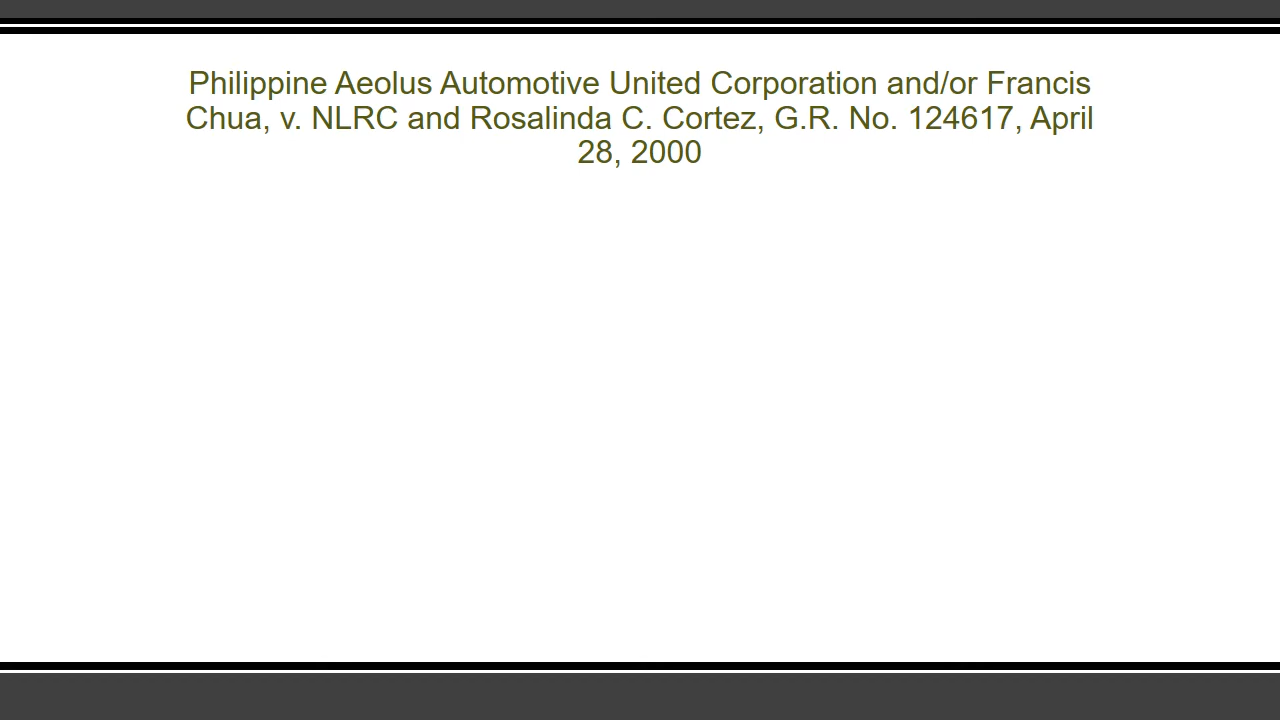 Philippine Aeolus Automotive United Corporation and/or Francis
Chua, v. NLRC and Rosalinda C. Cortez, G.R. No. 124617, April
28, 2000